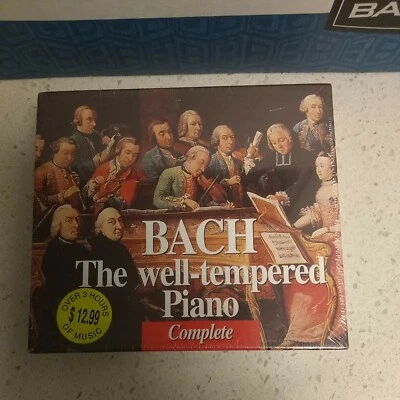 BA
BACH
The well-tempered
Piano
Complete
OVER 3 HOURS
$12.99
OF MUSIC